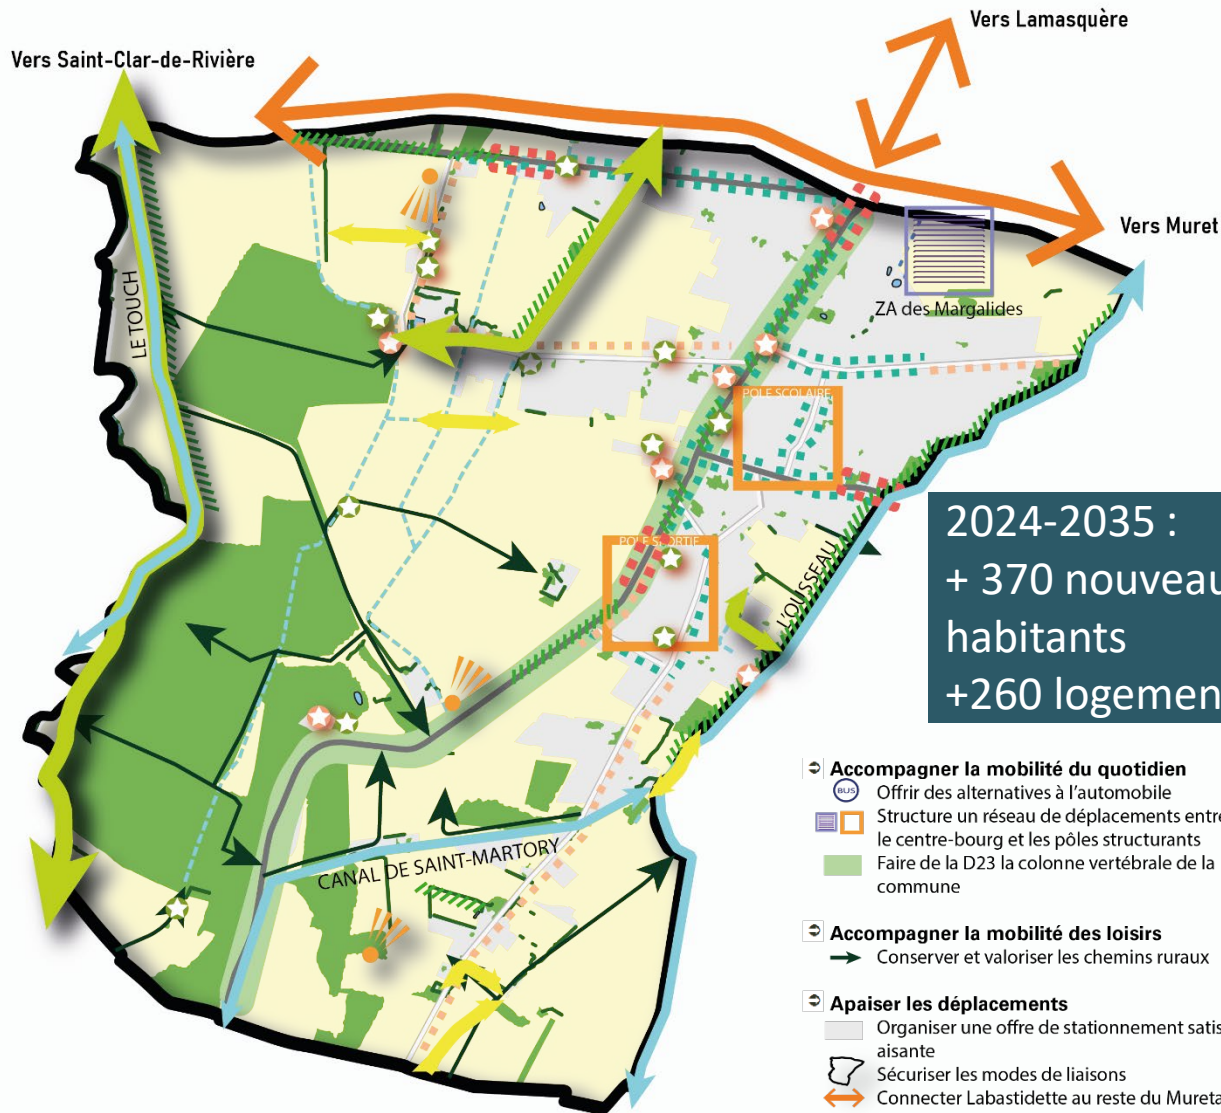 Vers Lamasquère
Vers Saint-Clar-de-Rivière
Vers Muret
LE TOUCH
ZA des Margalides
POLE SCOLAIRE
POLE SPORTIF
L'OUSSEAU
CANAL DE SAINT-MARTORY
2024-2035 :
+ 370 nouveau
habitants
+260 logemen
Accompagner la mobilité du quotidien
BUS Offrir des alternatives à l'automobile
Structure un réseau de déplacements entre
le centre-bourg et les pôles structurants
Faire de la D23 la colonne vertébrale de la
commune
Accompagner la mobilité des loisirs
Conserver et valoriser les chemins ruraux
Apaiser les déplacements
Organiser une offre de stationnement satis
aisante
Sécuriser les modes de liaisons
Connecter Labastidette au reste du Mureta